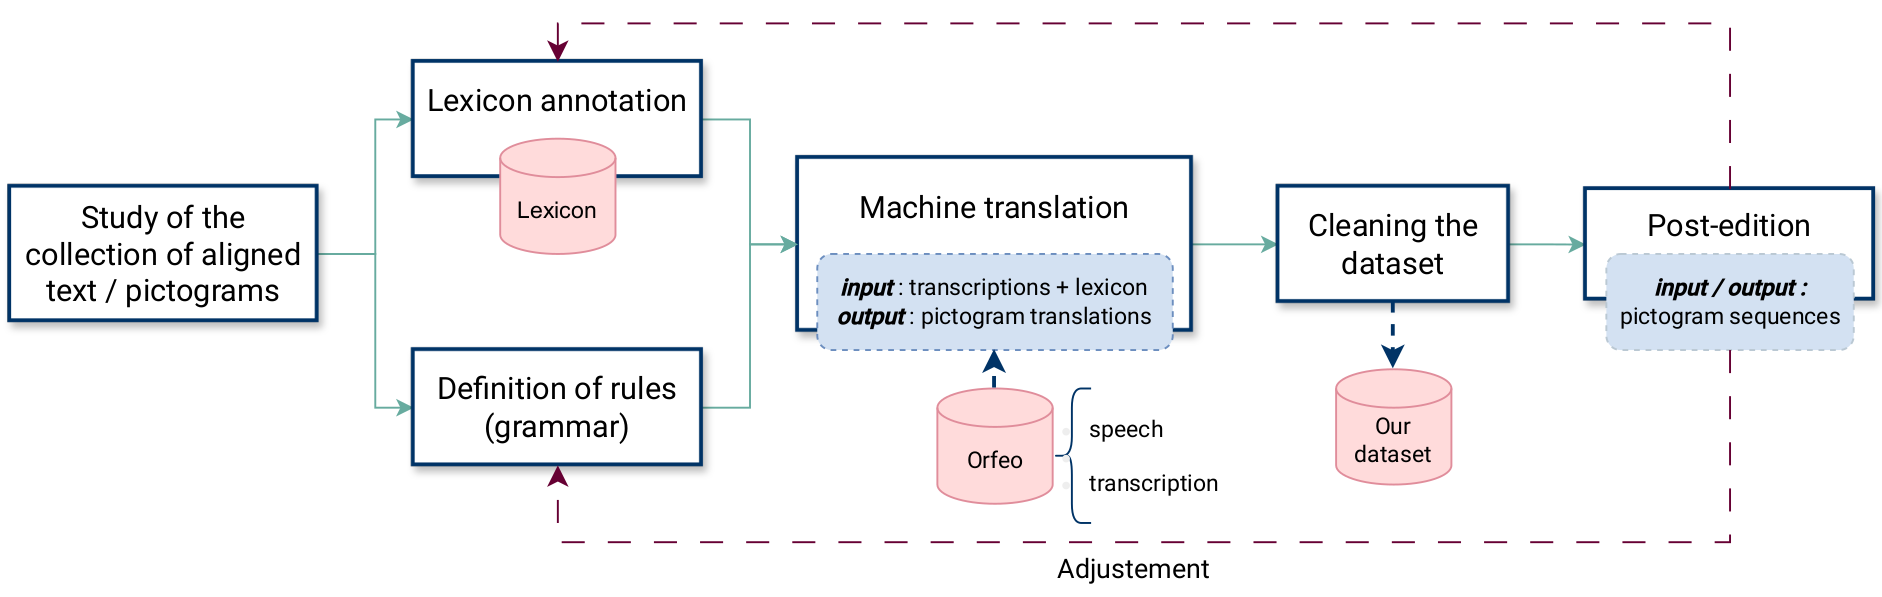 Study of the
collection of aligned
text / pictograms
Lexicon annotation
Lexicon
Definition of rules
(grammar)
Machine translation
input : transcriptions + lexicon
output : pictogram translations
Orfeo
speech
transcription
Cleaning the
dataset
Our
dataset
Post-edition
input / output :
pictogram sequences
Adjustement